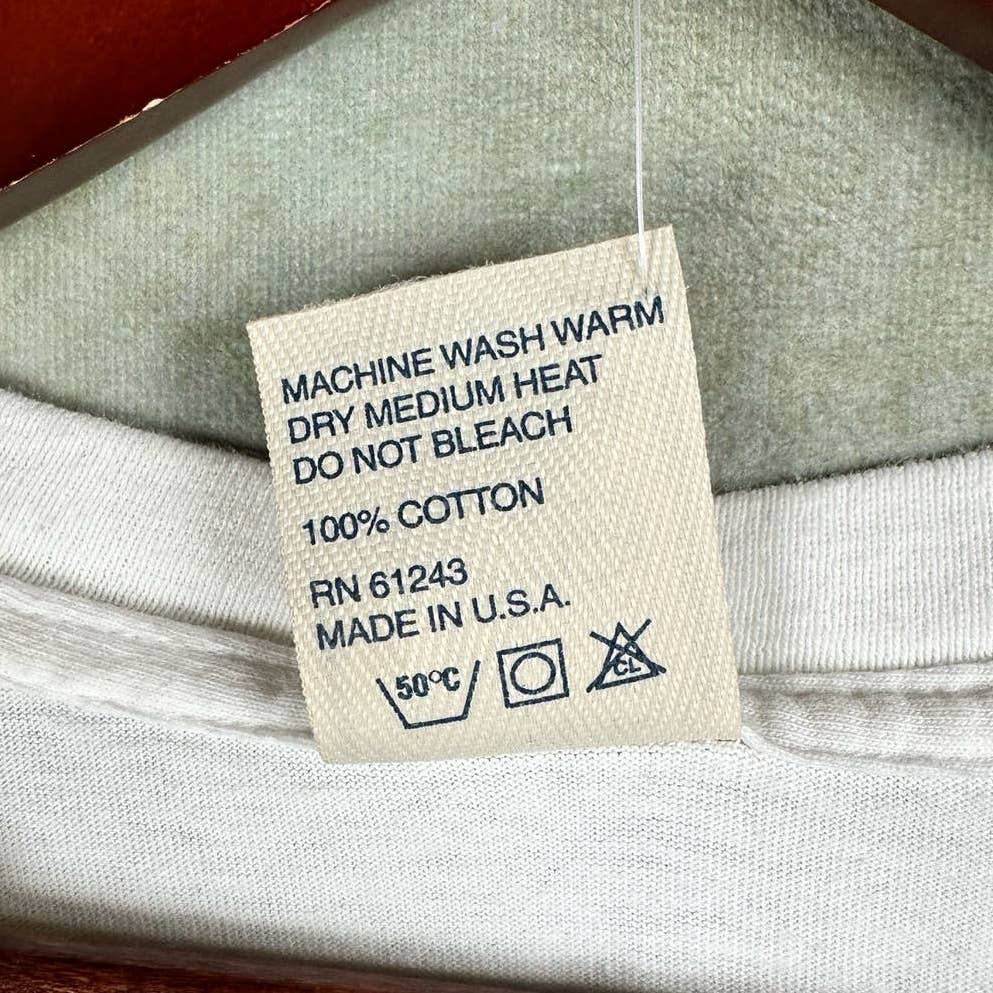 MACHINE WASH WARM
DRY MEDIUM HEAT
DO NOT BLEACH
100% COTTON
RN 61243
MADE IN U.S.A.
50°C CL